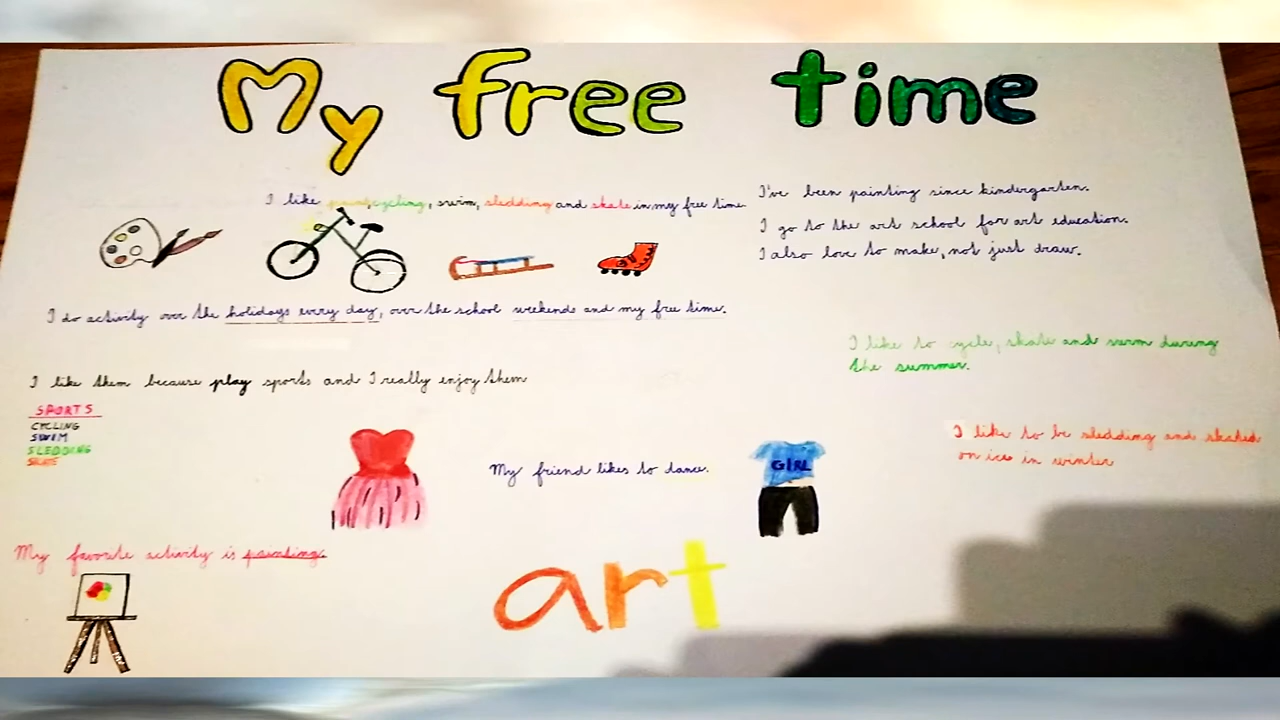 My free time
I like paint, cycling, swim, sledding and skate in my free time.
I've been painting since kindergarten.
I go to the art school for art education.
I also love to make, not just draw.
I do activity over the holidays every day, over the school weekends and my free time.
I like to cycle, skate and swim during
the summer.
I like them because play sports and I really enjoy them
SPORTS
CYCLING
SWIM
SLEDDING
SKATE
I like to be sledding and skated
on ice in winter
My friend likes to dance.
GIRL
My favorite activity is painting.
art